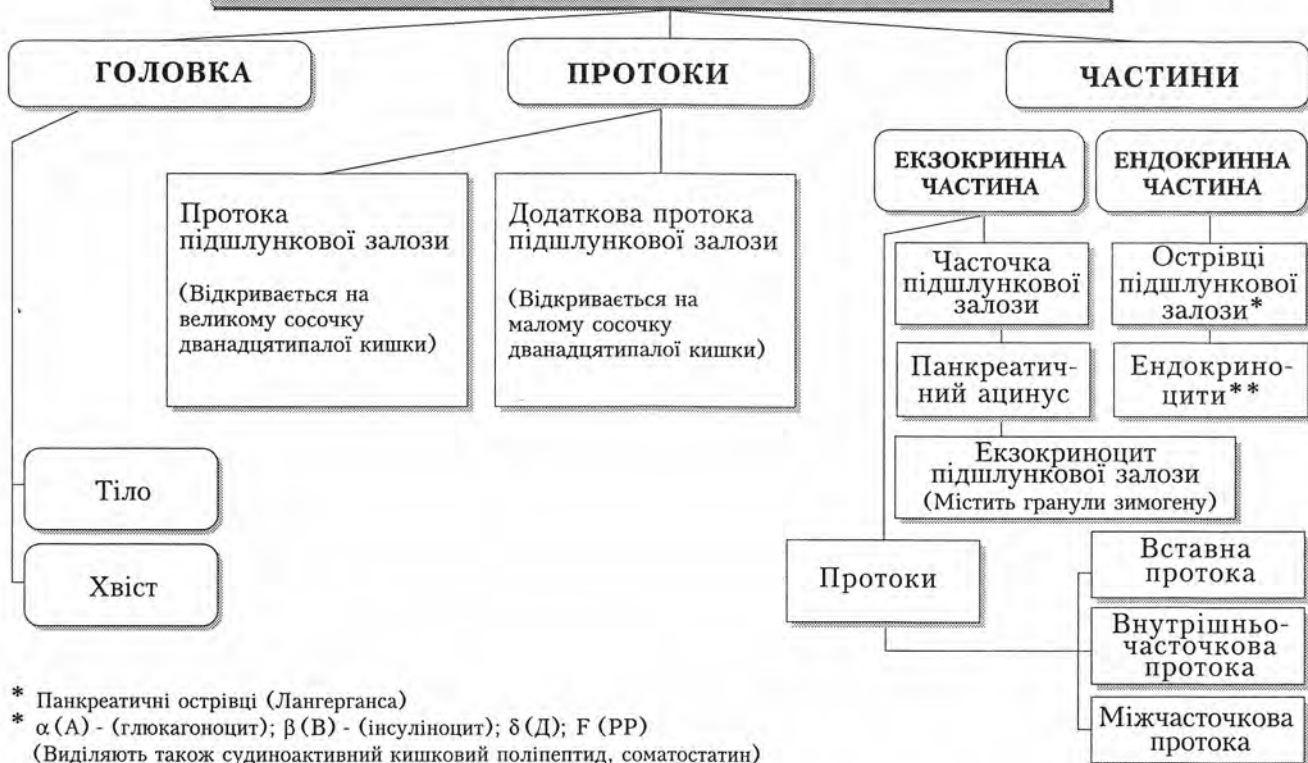 ГОЛОВКА
ПРОТОКИ
ЧАСТИНИ
Протока
підшлункової залози
(Відкривається на
великому сосочку
дванадцятипалої кишки)
Додаткова протока
підшлункової залози
(Відкривається на
малому сосочку
дванадцятипалої кишки)
ЕКЗОКРИННА
ЧАСТИНА
ЕНДОКРИННА
ЧАСТИНА
Часточка
підшлункової
залози
Острівці
підшлункової
залози*
Панкреатич-
ний ацинус
Ендокрино-
цити**
Екзокриноцит
підшлункової залози
(Містить гранули зимогену)
Тіло
Хвіст
Протоки
Вставна
протока
Внутрішньо-
часточкова
протока
Міжчасточкова
протока
* Панкреатичні острівці (Лангерганса)
* α (А) - (глюкагоноцит); β (В) - (інсуліноцит); δ (Д); F (PP)
(Виділяють також судиноактивний кишковий поліпептид, соматостатин)